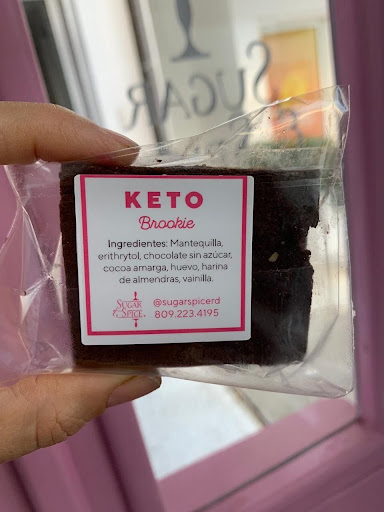 KETO
Brookie
Ingredientes: Mantequilla,
erithrytol, chocolate sin azúcar,
cocoa amarga, huevo, harina
de almendras, vainilla.
SUGAR
& SPICE
@sugarspicerd
809.223.4195
SUGAR